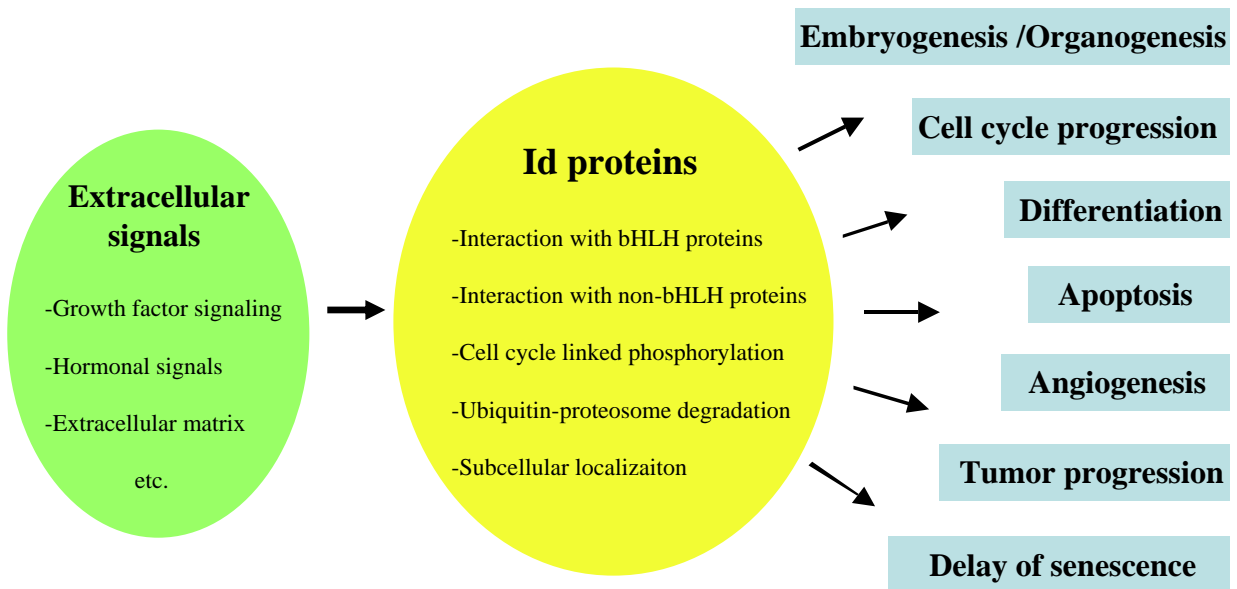 Extracellular
signals
-Growth factor signaling
-Hormonal signals
-Extracellular matrix
etc.
Id proteins
-Interaction with bHLH proteins
-Interaction with non-bHLH proteins
-Cell cycle linked phosphorylation
-Ubiquitin-proteosome degradation
-Subcellular localizaiton
Embryogenesis /Organogenesis
Cell cycle progression
Differentiation
Apoptosis
Angiogenesis
Tumor progression
Delay of senescence